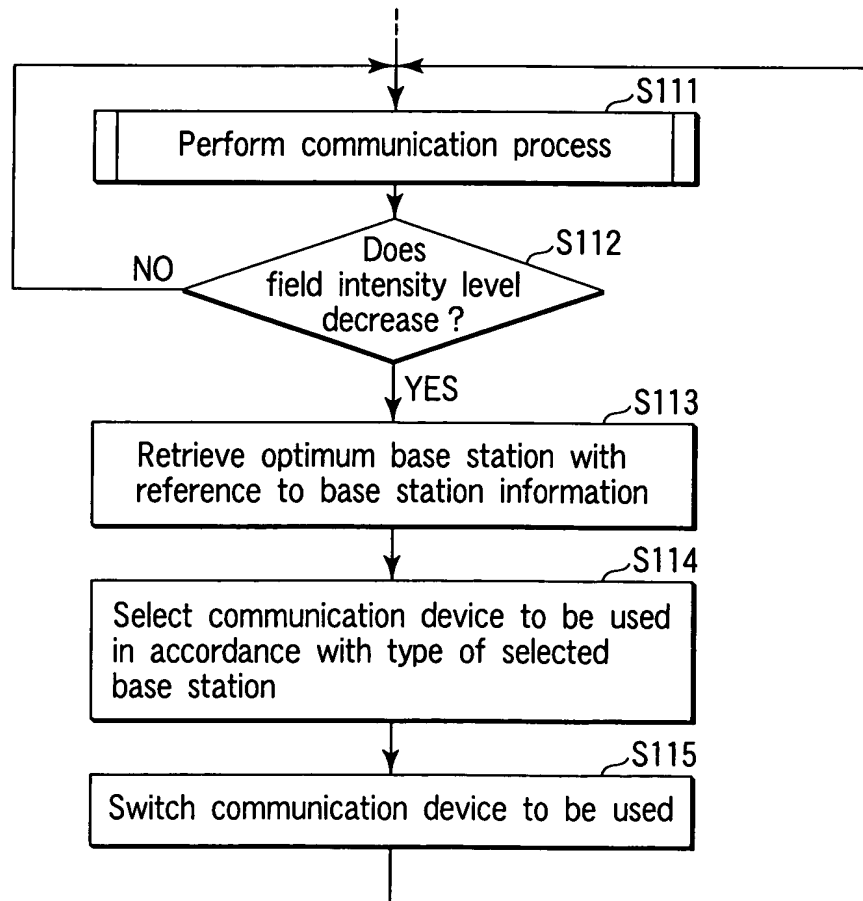 S111
Perform communication process
S112
Does
field intensity level
decrease ?
NO
YES
S113
Retrieve optimum base station with
reference to base station information
S114
Select communication device to be used
in accordance with type of selected
base station
S115
Switch communication device to be used